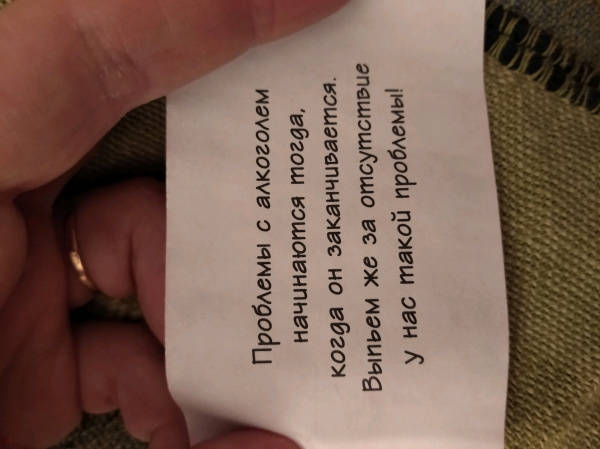 Проблемы с алкоголем
начинаются тогда,
когда он заканчивается.
Выпьем же за отсутствие
у нас такой проблемы!